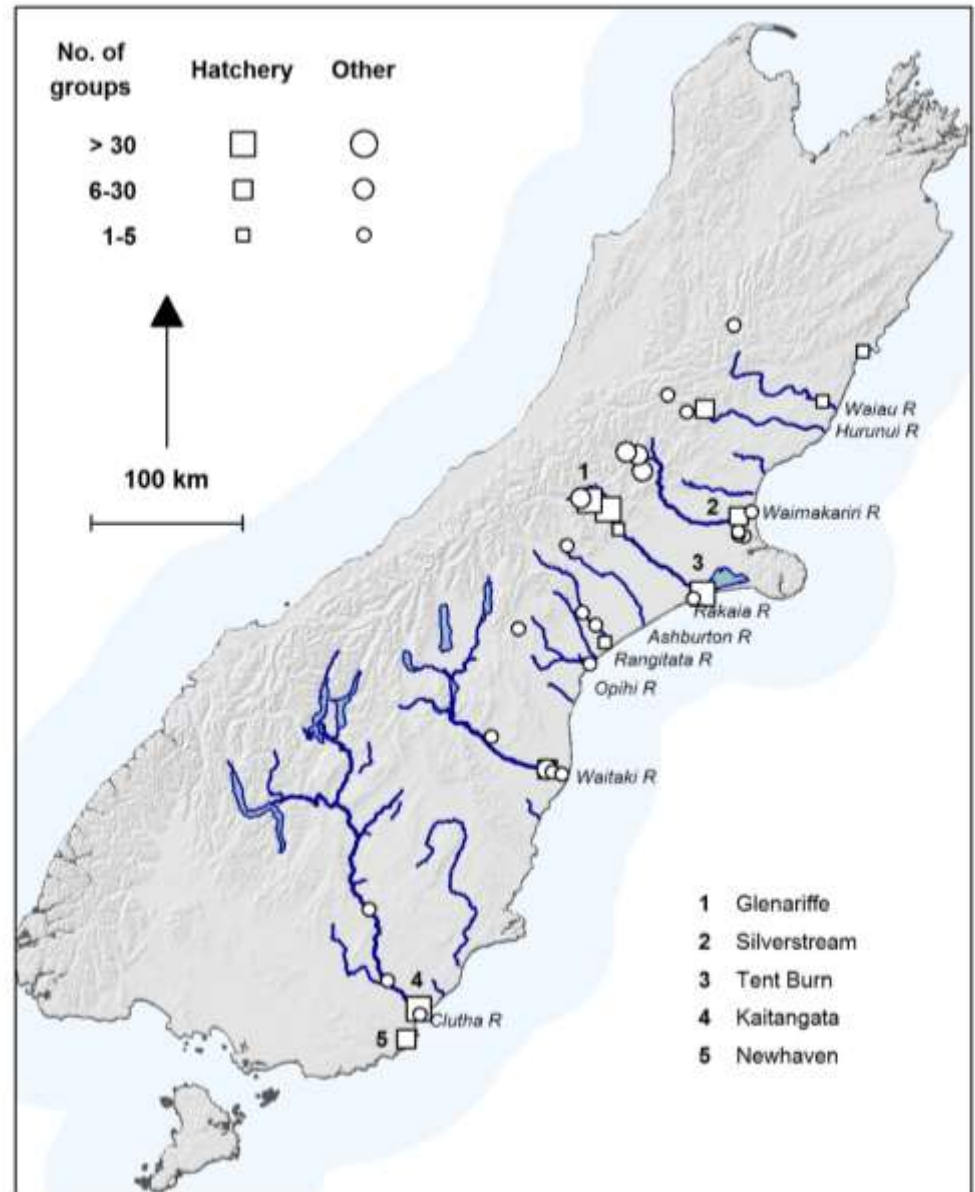 No. of
groups
Hatchery
Other
> 30
6-30
1-5
100 km
Waiau R
Hurunui R
1
2
Waimakariri R
3
Rakaia R
Ashburton R
Rangitata R
Opihi R
Waitaki R
4
Clutha R
5
1 Glenariffe
2 Silverstream
3 Tent Burn
4 Kaitangata
5 Newhaven